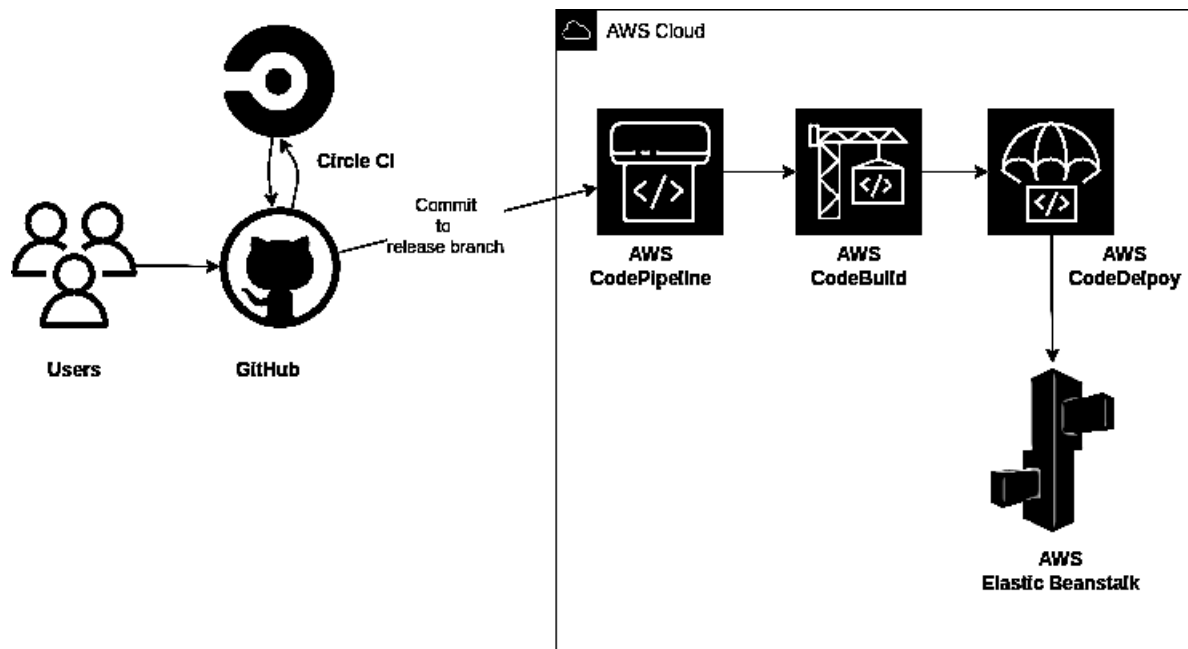 AWS Cloud
Circle CI
Commit
to
release branch
Users
GitHub
</>
AWS
CodePipeline
</>
AWS
CodeBuild
</>
AWS
CodeDelpoy
AWS
Elastic Beanstalk